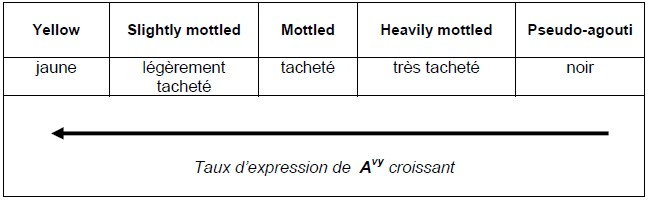 Yellow Slightly mottled Mottled Heavily mottled Pseudo-agouti
jaune légèrement tacheté tacheté très tacheté noir
Taux d'expression de Avy croissant